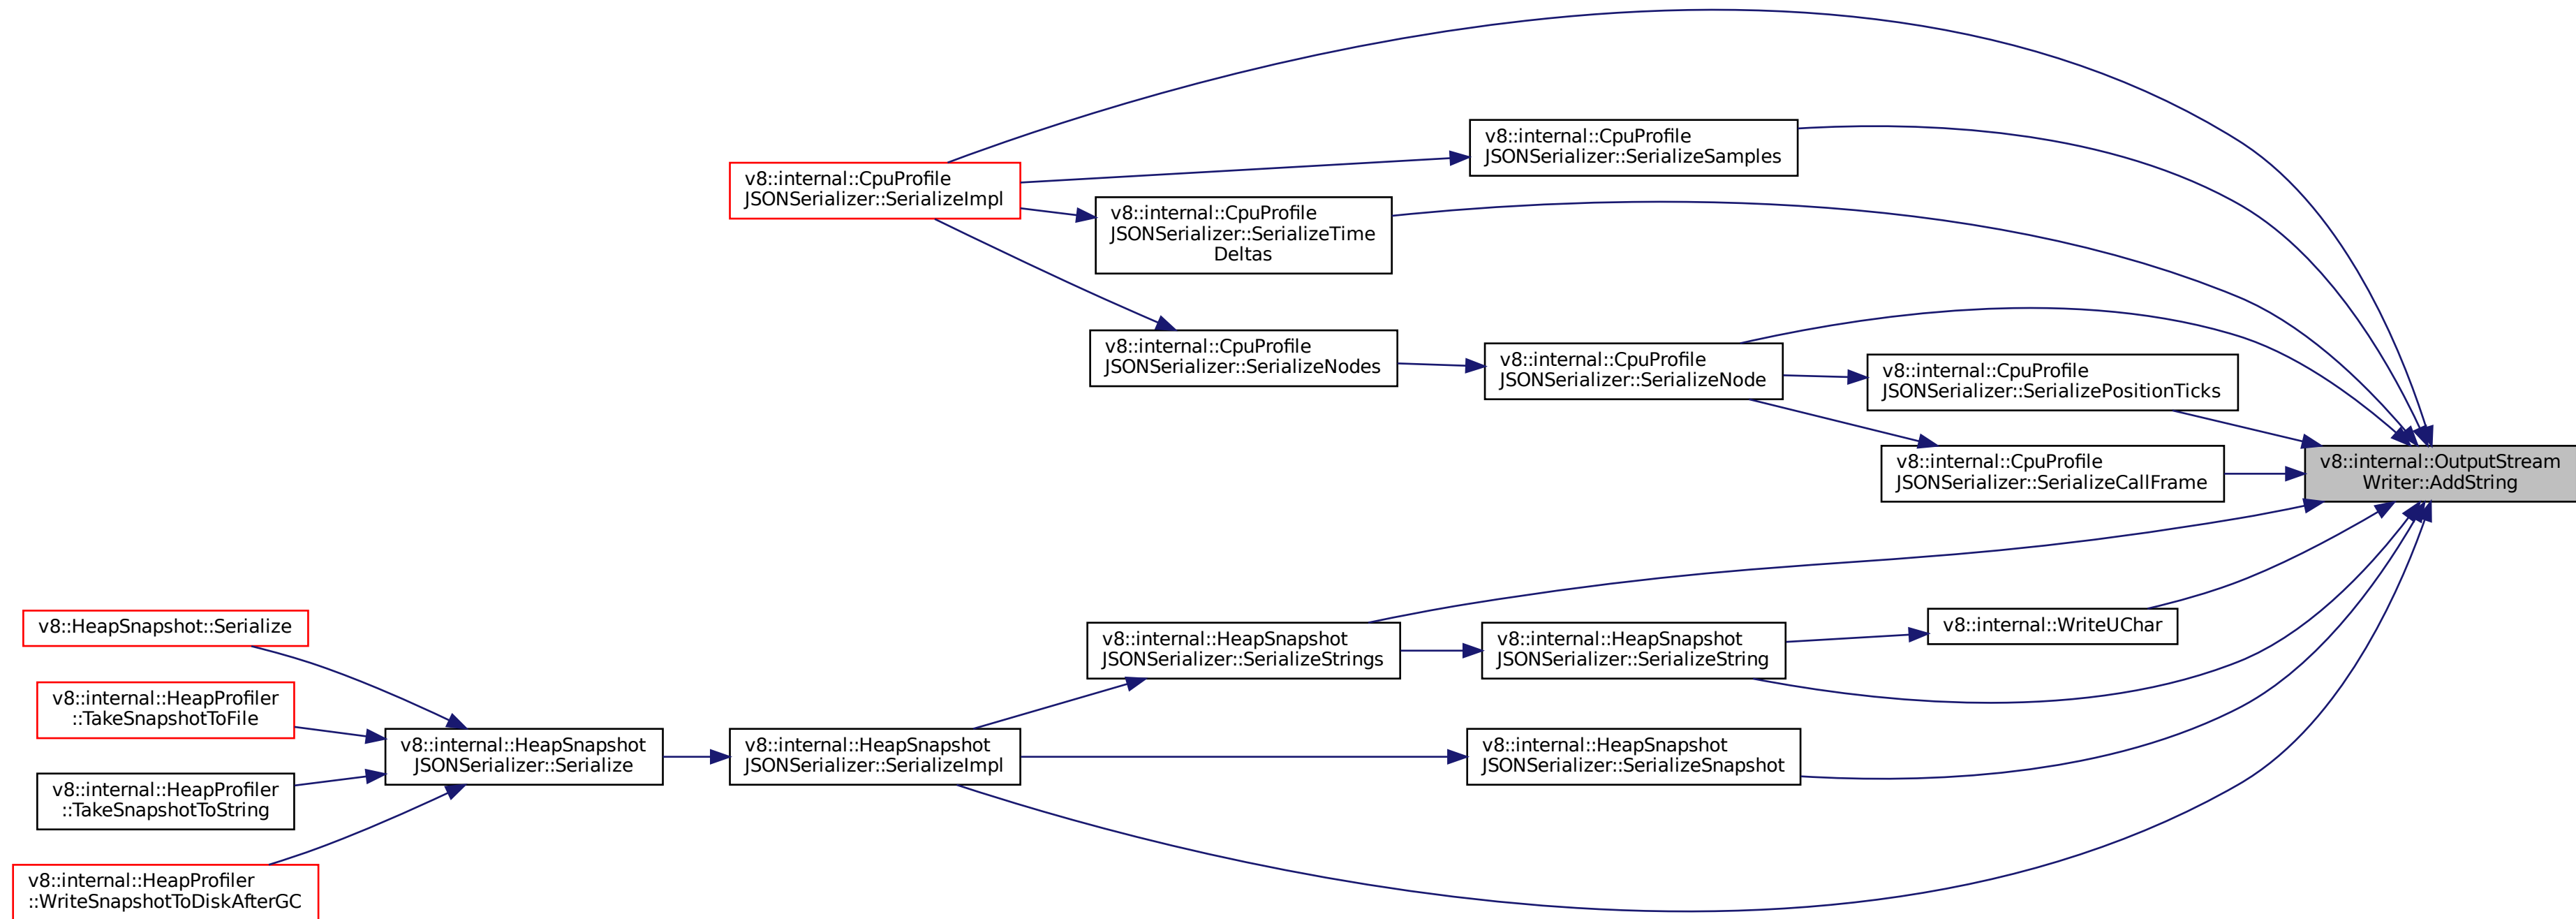 v8::internal::CpuProfile
JSONSerializer::SerializeSamples
v8::internal::CpuProfile
JSONSerializer::SerializeImpl
v8::internal::CpuProfile
JSONSerializer::SerializeTime
Deltas
v8::internal::CpuProfile
JSONSerializer::SerializeNodes
v8::internal::CpuProfile
JSONSerializer::SerializeNode
v8::internal::CpuProfile
JSONSerializer::SerializePositionTicks
v8::internal::CpuProfile
JSONSerializer::SerializeCallFrame
v8::internal::OutputStream
Writer::AddString
v8::HeapSnapshot::Serialize
v8::internal::HeapSnapshot
JSONSerializer::SerializeStrings
v8::internal::HeapSnapshot
JSONSerializer::SerializeString
v8::internal::WriteUChar
v8::internal::HeapProfiler
::TakeSnapshotToFile
v8::internal::HeapSnapshot
JSONSerializer::Serialize
v8::internal::HeapSnapshot
JSONSerializer::SerializeImpl
v8::internal::HeapSnapshot
JSONSerializer::SerializeSnapshot
v8::internal::HeapProfiler
::TakeSnapshotToString
v8::internal::HeapProfiler
::WriteSnapshotToDiskAfterGC